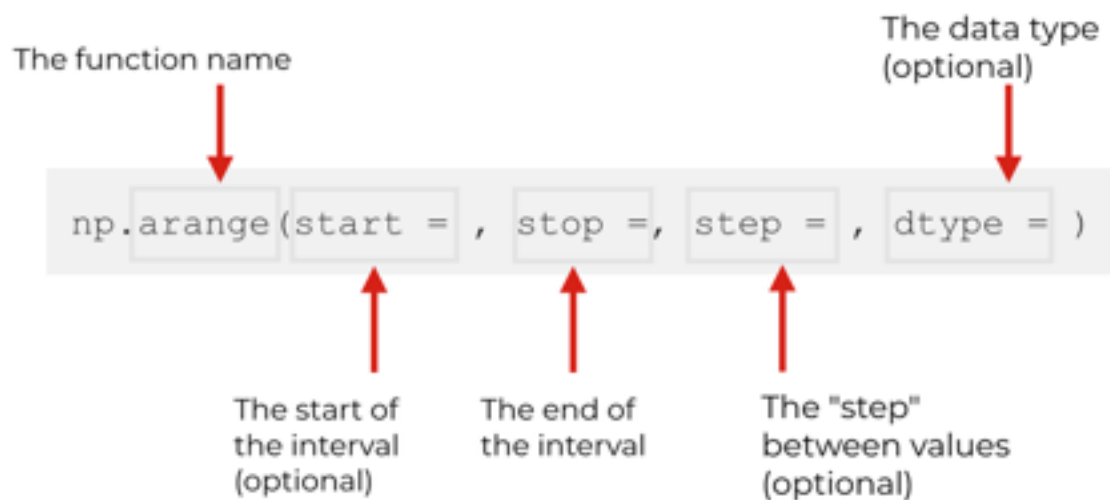 The function name
The data type
(optional)
np.arange(start = , stop =, step = , dtype = )
The start of
the interval
(optional)
The end of
the interval
The "step"
between values
(optional)